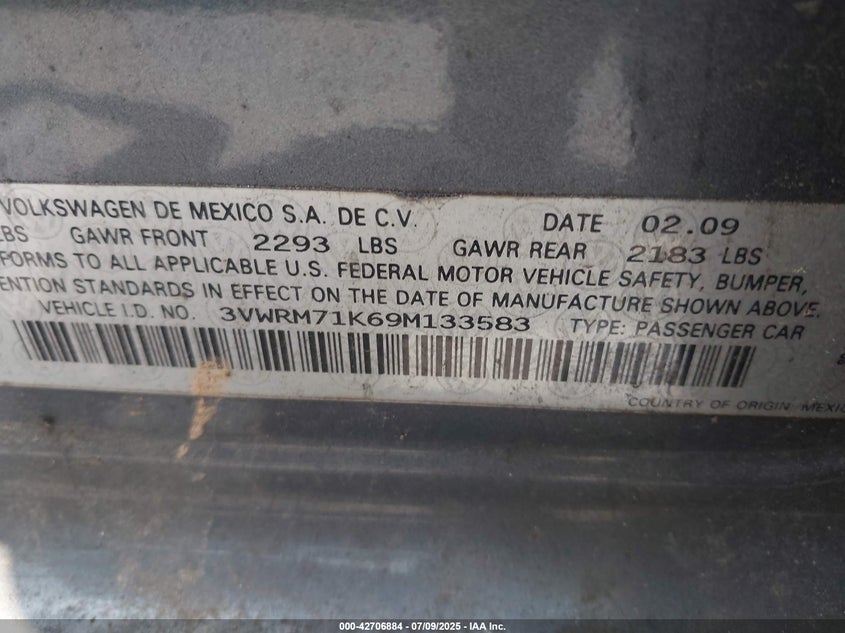 VOLKSWAGEN DE MEXICO S.A. DE C.V. DATE 02.09
LBS GAWR FRONT 2293 LBS GAWR REAR 2183 LBS
FORMS TO ALL APPLICABLE U.S. FEDERAL MOTOR VEHICLE SAFETY, BUMPER,
ENTION STANDARDS IN EFFECT ON THE DATE OF MANUFACTURE SHOWN ABOVE.
VEHICLE I.D. NO. 3VWRM71K69M133583 TYPE: PASSENGER CAR
COUNTRY OF ORIGIN: MEXIC
000-42706884 / 07/09/2025 - IAA Inc.